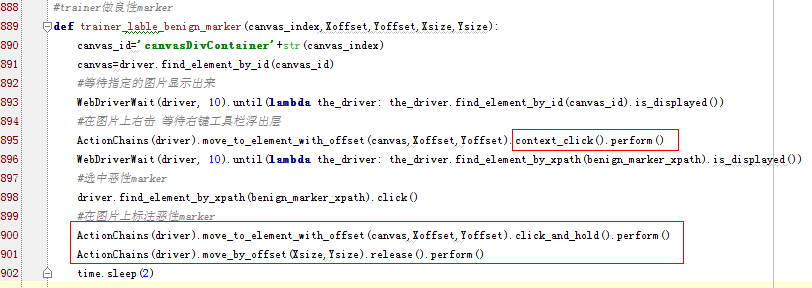 888 #trainer做良性marker
889 def trainer_lable_benign_marker(canvas_index,Xoffset,Yoffset,Xsize,Ysize):
890 canvas_id='canvasDivContainer'+str(canvas_index)
891 canvas=driver.find_element_by_id(canvas_id)
892 #等待指定的图片显示出来
893 WebDriverWait(driver, 10).until(lambda the_driver: the_driver.find_element_by_id(canvas_id).is_displayed())
894 #在图片上右击 等待右键工具栏浮出层
895 ActionChains(driver).move_to_element_with_offset(canvas,Xoffset,Yoffset).context_click().perform()
896 WebDriverWait(driver, 10).until(lambda the_driver: the_driver.find_element_by_xpath(benign_marker_xpath).is_displayed())
897 #选中恶性marker
898 driver.find_element_by_xpath(benign_marker_xpath).click()
899 #在图片上标注恶性marker
900 ActionChains(driver).move_to_element_with_offset(canvas,Xoffset,Yoffset).click_and_hold().perform()
901 ActionChains(driver).move_by_offset(Xsize,Ysize).release().perform()
902 time.sleep(2)